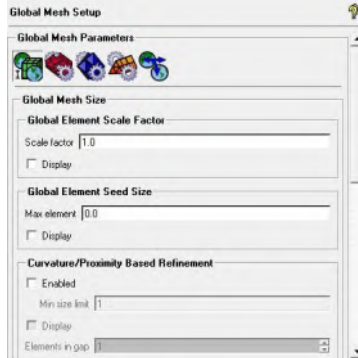 Global Mesh Setup
Global Mesh Parameters
Global Mesh Size
Global Element Scale Factor
Scale factor 1.0
Display
Global Element Seed Size
Max element 0.0
Display
Curvature/Proximity Based Refinement
Enabled
Min size limit 1
Display
Elements in gap 1